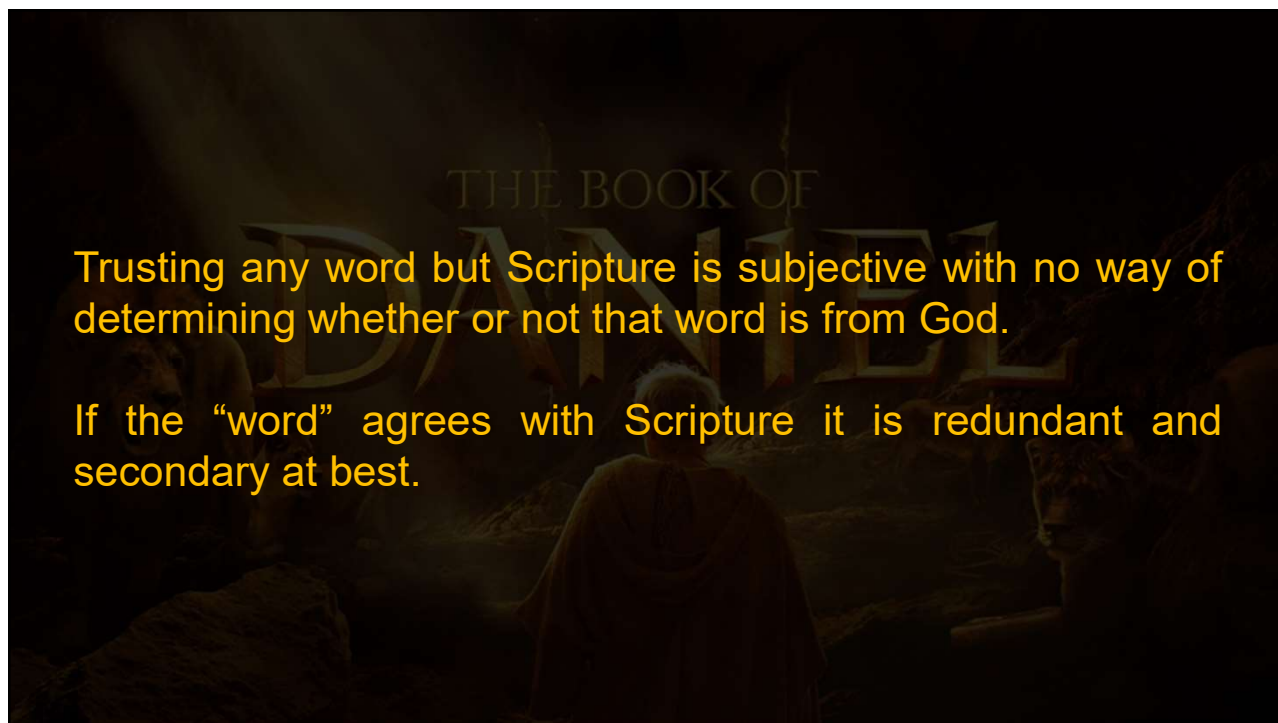 THE BOOK OF
DANIEL
Trusting any word but Scripture is subjective with no way of
determining whether or not that word is from God.
If the “word” agrees with Scripture it is redundant and
secondary at best.